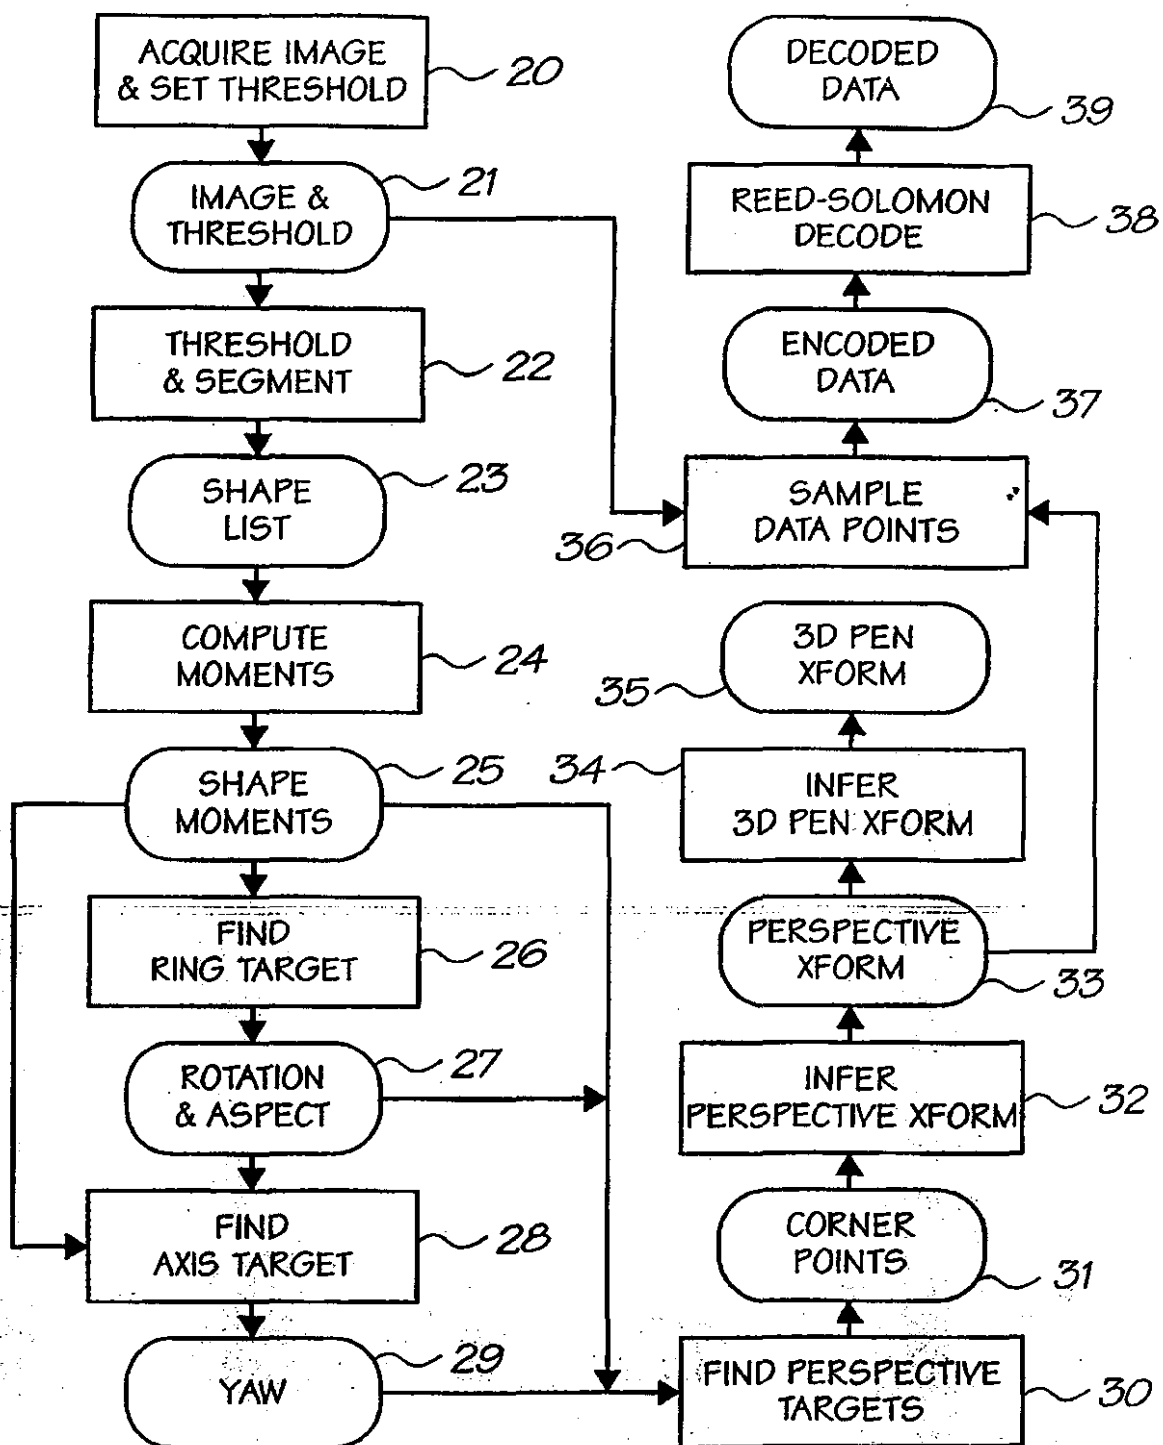 ACQUIRE IMAGE
& SET THRESHOLD
20
IMAGE &
THRESHOLD
21
THRESHOLD
& SEGMENT
22
SHAPE
LIST
23
COMPUTE
MOMENTS
24
SHAPE
MOMENTS
25
FIND
RING TARGET
26
ROTATION
& ASPECT
27
FIND
AXIS TARGET
28
YAW
29
DECODED
DATA
39
REED-SOLOMON
DECODE
38
ENCODED
DATA
37
SAMPLE
DATA POINTS
36
3D PEN
XFORM
35
34
INFER
3D PEN XFORM
PERSPECTIVE
XFORM
33
INFER
PERSPECTIVE XFORM
32
CORNER
POINTS
31
FIND PERSPECTIVE
TARGETS
30